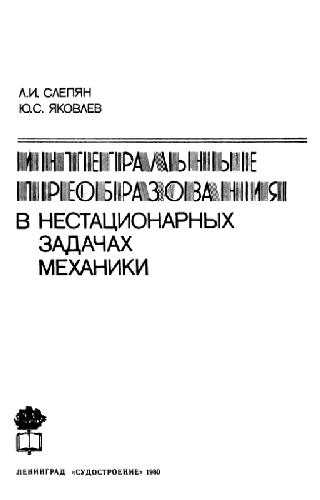 Л.И. СЛЕПЯН
Ю.С. ЯКОВЛЕВ
ИНТЕГРАЛЬНЫЕ
ПРЕОБРАЗОВАНИЯ
В НЕСТАЦИОНАРНЫХ
ЗАДАЧАХ
МЕХАНИКИ
ЛЕНИНГРАД «СУДОСТРОЕНИЕ» 1980